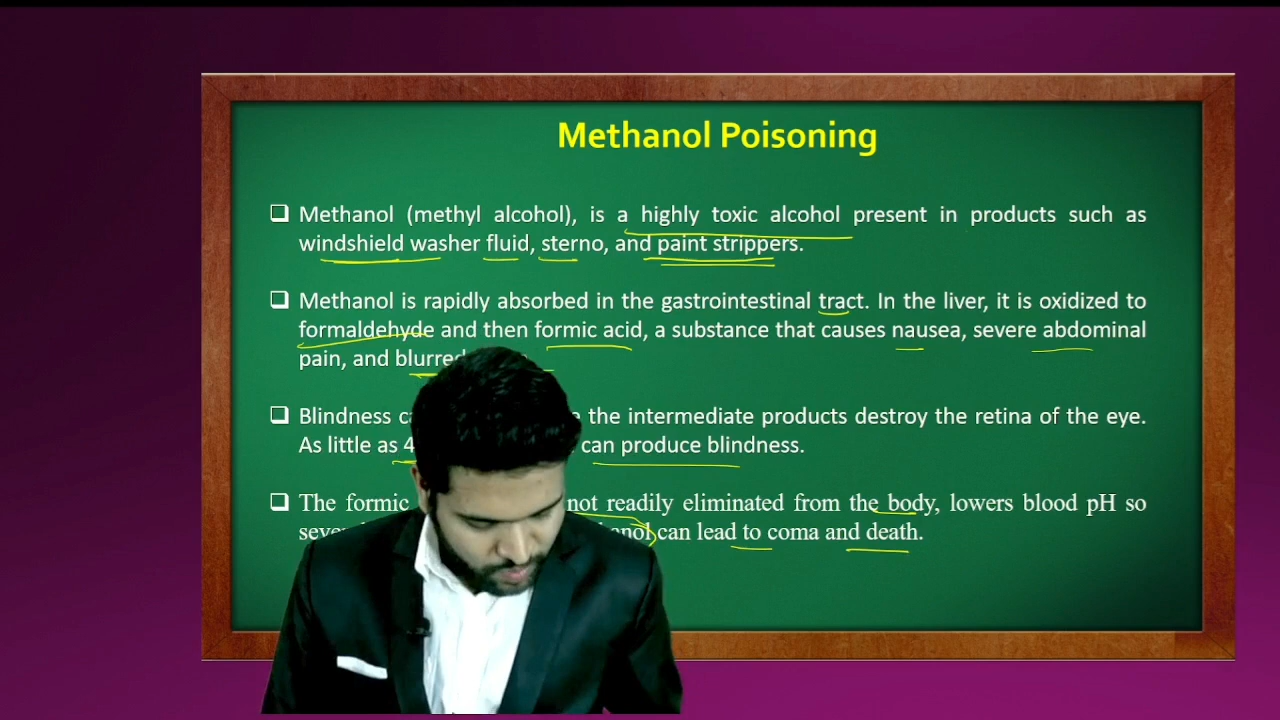 Methanol Poisoning
Methanol (methyl alcohol), is a highly toxic alcohol present in products such as
windshield washer fluid, sterno, and paint strippers.
Methanol is rapidly absorbed in the gastrointestinal tract. In the liver, it is oxidized to
formaldehyde and then formic acid, a substance that causes nausea, severe abdominal
pain, and blurred
Blindness the intermediate products destroy the retina of the eye.
As little as 4 can produce blindness.
The formic not readily eliminated from the body, lowers blood pH so
can lead to coma and death.